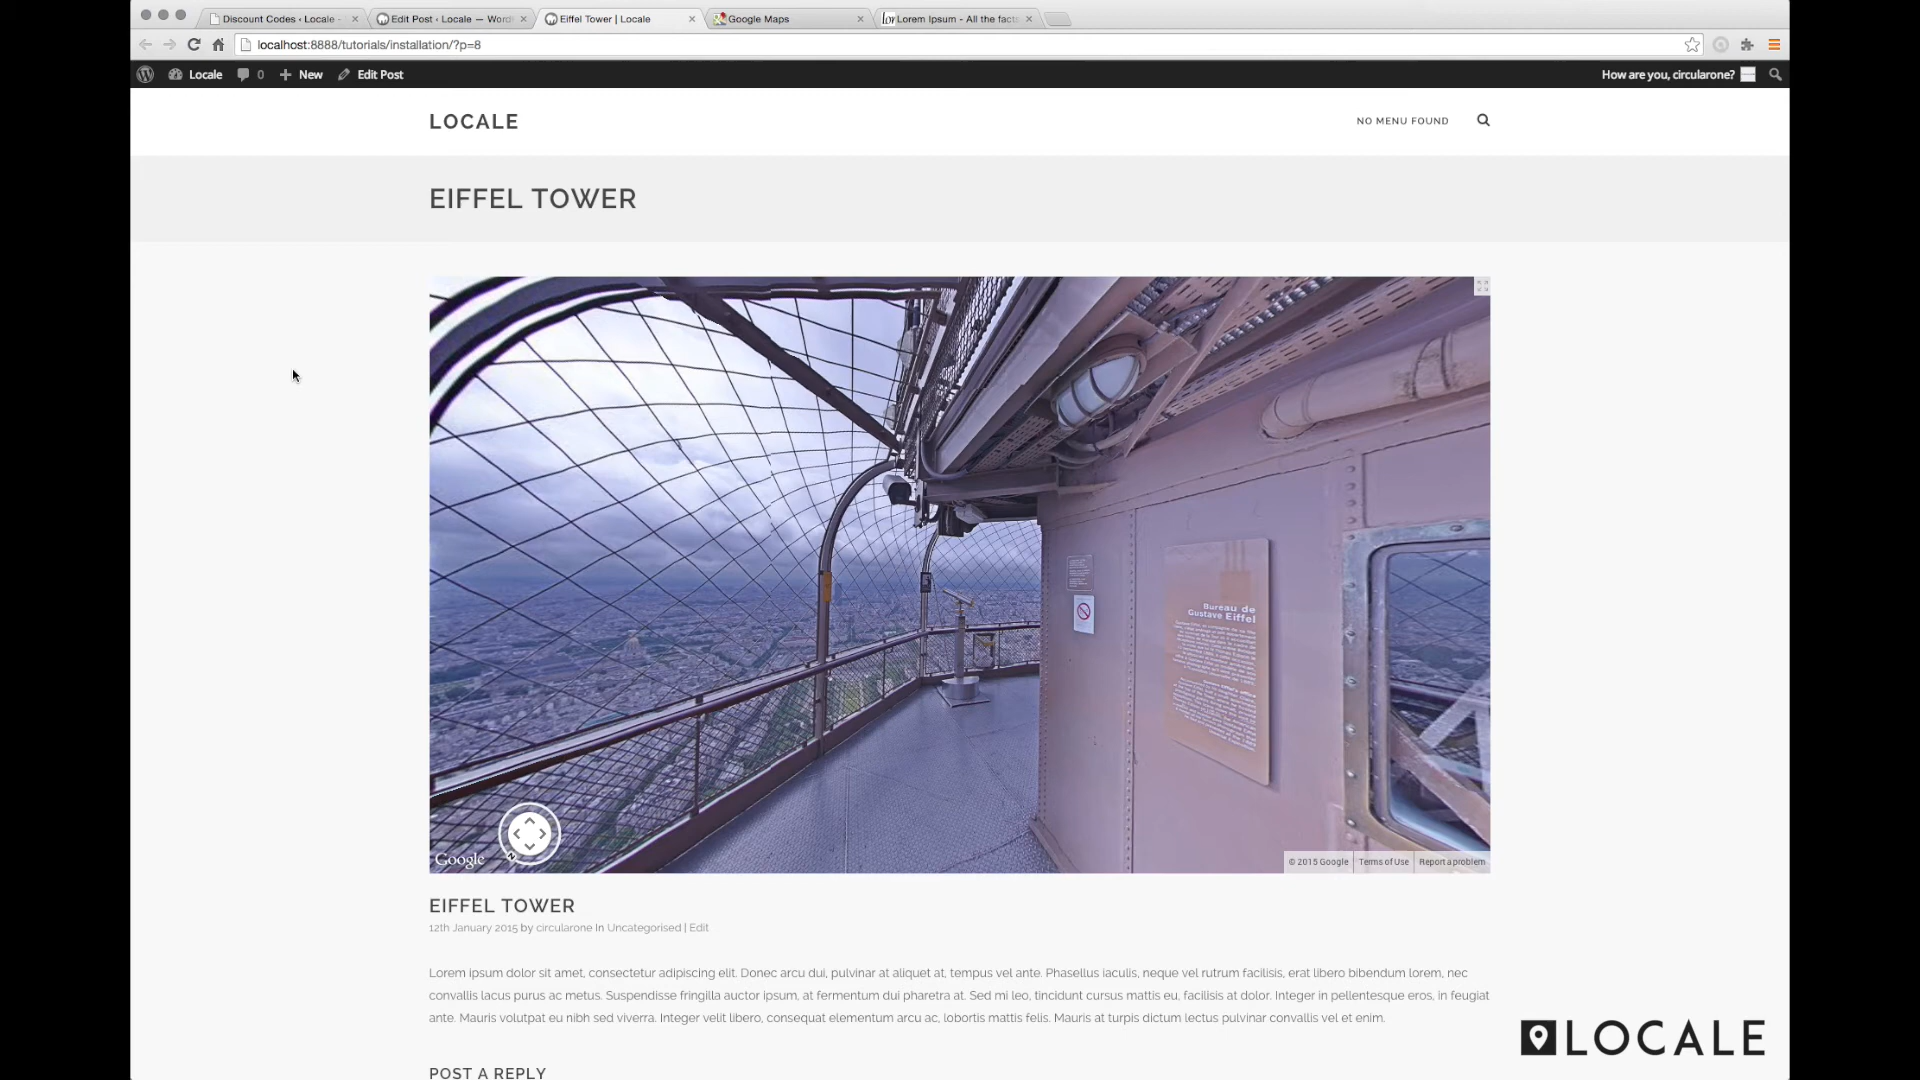 Discount Codes ‹ Locale -
Edit Post ‹ Locale — Word
Eiffel Tower | Locale
Google Maps
Lorem Ipsum - All the facts
localhost:8888/tutorials/installation/?p=8
Locale
0
New
Edit Post
How are you, circularone?
LOCALE
NO MENU FOUND
EIFFEL TOWER
Bureau de
Gustave Eiffel
Google
© 2015 Google
Terms of Use
Report a problem
EIFFEL TOWER
12th January 2015 by circularone In Uncategorised | Edit
Lorem ipsum dolor sit amet, consectetur adipiscing elit. Donec arcu dui, pulvinar at aliquet at, tempus vel ante. Phasellus iaculis, neque vel rutrum facilisis, erat libero bibendum lorem, nec
convallis lacus purus ac metus. Suspendisse fringilla auctor ipsum, at fermentum dui pharetra at. Sed mi leo, tincidunt cursus mattis eu, facilisis at dolor. Integer in pellentesque eros, in feugiat
ante. Mauris volutpat eu nibh sed viverra. Integer velit libero, consequat elementum arcu ac, lobortis mattis felis. Mauris at turpis dictum lectus pulvinar convallis vel et enim.
POST A REPLY
LOCALE